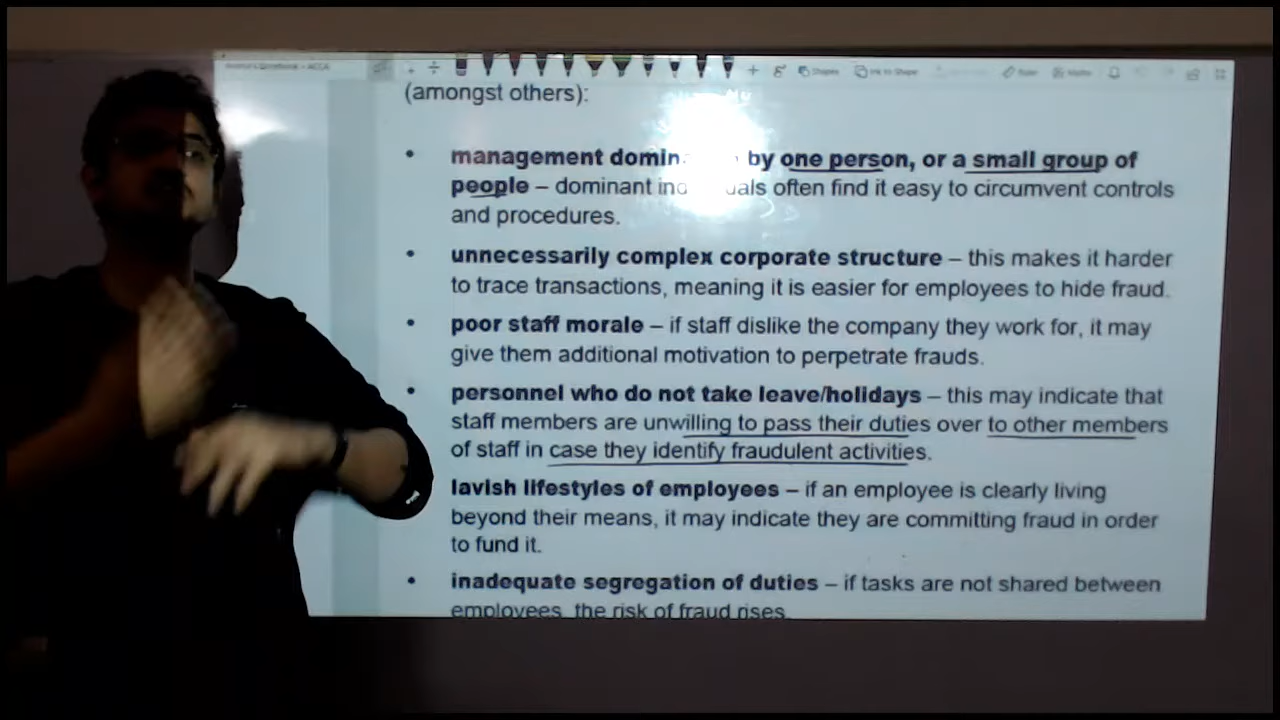 ACCA
Shapes Ink to Shape Ruler Maths
(amongst others):
• management domin by one person, or a small group of
people – dominant ind uals often find it easy to circumvent controls
and procedures.
• unnecessarily complex corporate structure – this makes it harder
to trace transactions, meaning it is easier for employees to hide fraud.
• poor staff morale – if staff dislike the company they work for, it may
give them additional motivation to perpetrate frauds.
• personnel who do not take leave/holidays – this may indicate that
staff members are unwilling to pass their duties over to other members
of staff in case they identify fraudulent activities.
lavish lifestyles of employees – if an employee is clearly living
beyond their means, it may indicate they are committing fraud in order
to fund it.
• inadequate segregation of duties – if tasks are not shared between
employees, the risk of fraud rises.